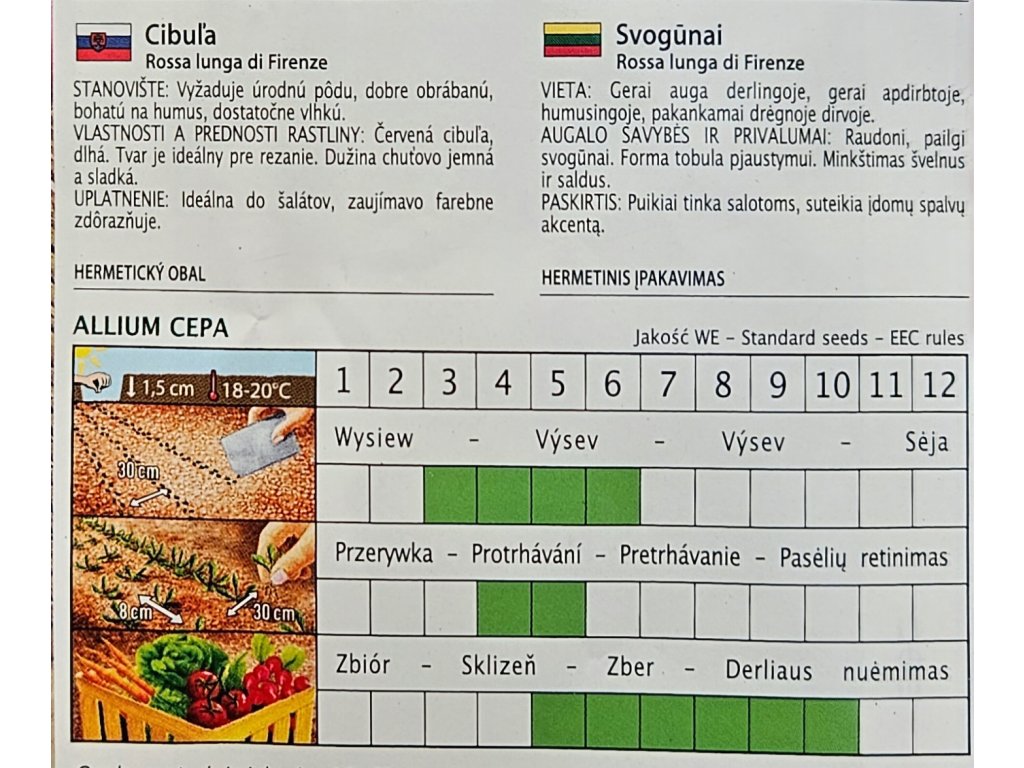 Cibuľa
Rossa lunga di Firenze
STANOVIŠTE: Vyžaduje úrodnú pôdu, dobre obrábanú,
bohatú na humus, dostatočne vlhkú.
VLASTNOSTI A PREDNOSTI RASTLINY: Červená cibuľa,
dlhá. Tvar je ideálny pre rezanie. Dužina chuťovo jemná
a sladká.
UPLATNENIE: Ideálna do šalátov, zaujímavo farebne
zdôrazňuje.
HERMETICKÝ OBAL
Svogūnai
Rossa lunga di Firenze
VIETA: Gerai auga derlingoje, gerai apdirbtoje,
humusingoje, pakankamai drėgnoje dirvoje.
AUGALO SAVYBĖS IR PRIVALUMAI: Raudoni, pailgi
svogūnai. Forma tobula pjaustymui. Minkštimas švelnus
ir saldus.
PASKIRTIS: Puikiai tinka salotoms, suteikia įdomų spalvų
akcentą.
HERMETINIS ĮPAKAVIMAS
ALLIUM CEPA
Jakość WE – Standard seeds – EEC rules
1,5 cm 18-20°C
1 2 3 4 5 6 7 8 9 10 11 12
Wysiew – Výsev – Výsev – Sėja
30 cm
Przerywka – Protrhávání – Pretrhávanie – Pasėlių retinimas
8 cm 30 cm
Zbiór – Sklizeň – Zber – Derliaus nuėmimas